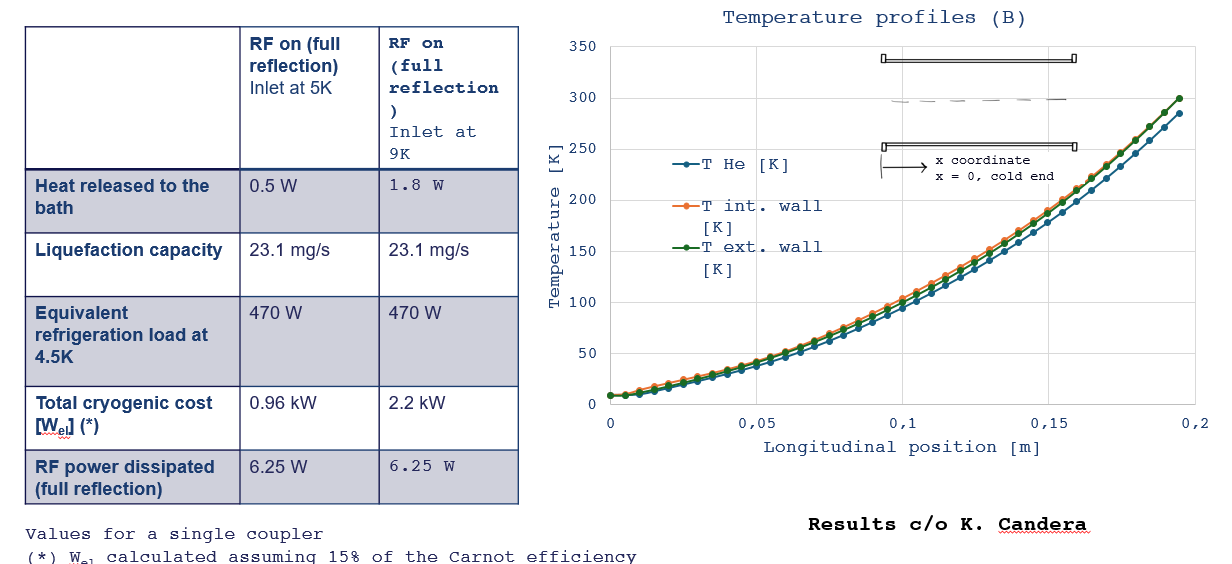 RF on (full
reflection)
Inlet at 5K
RF on
(full
reflection
)
Inlet at
9K
Heat released to the
bath
0.5 W
1.8 W
Liquefaction capacity
23.1 mg/s
23.1 mg/s
Equivalent
refrigeration load at
4.5K
470 W
470 W
Total cryogenic cost
[Wel] (*)
0.96 kW
2.2 kW
RF power dissipated
(full reflection)
6.25 W
6.25 W
Values for a single coupler
(*) Wel calculated assuming 15% of the Carnot efficiency
Temperature profiles (B)
Temperature [K]
350
300
250
200
150
100
50
0
T He [K]
T int. wall
[K]
T ext. wall
[K]
x coordinate
x = 0, cold end
0
0,05
0,1
0,15
0,2
Longitudinal position [m]
Results c/o K. Candera